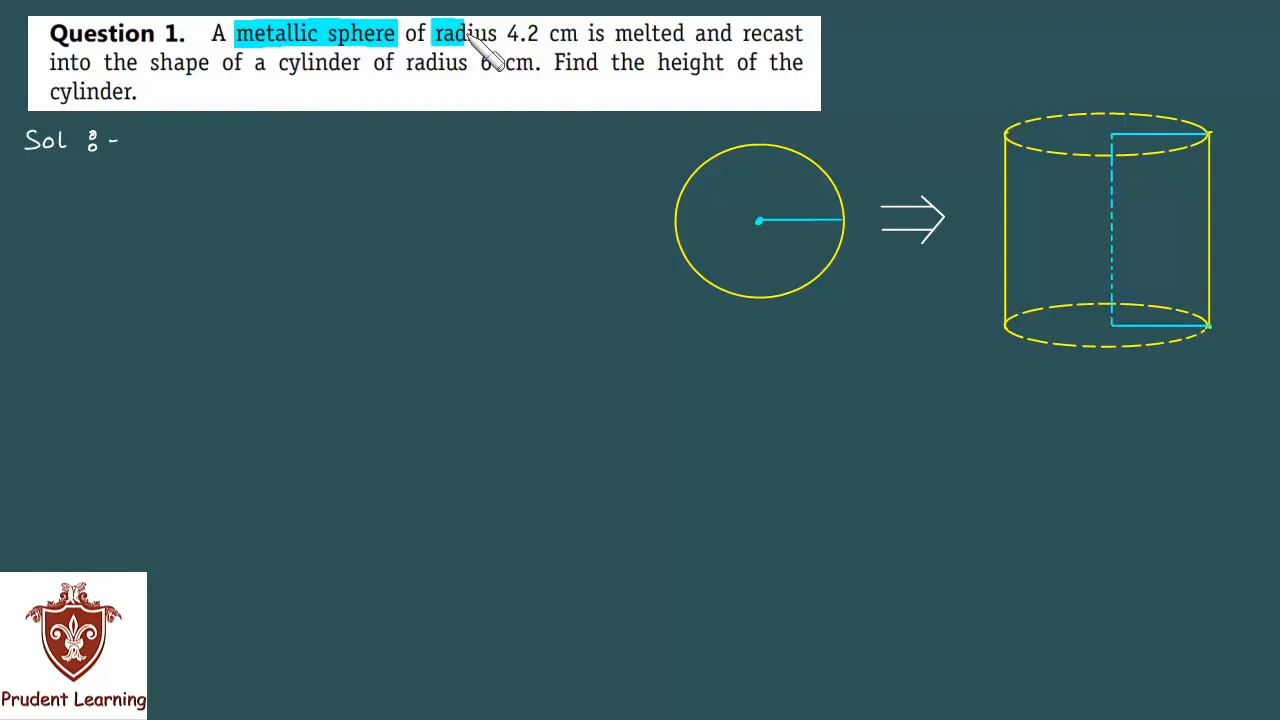 Question 1. A metallic sphere of radius 4.2 cm is melted and recast
into the shape of a cylinder of radius 6 cm. Find the height of the
cylinder.
Sol :-
Prudent Learning